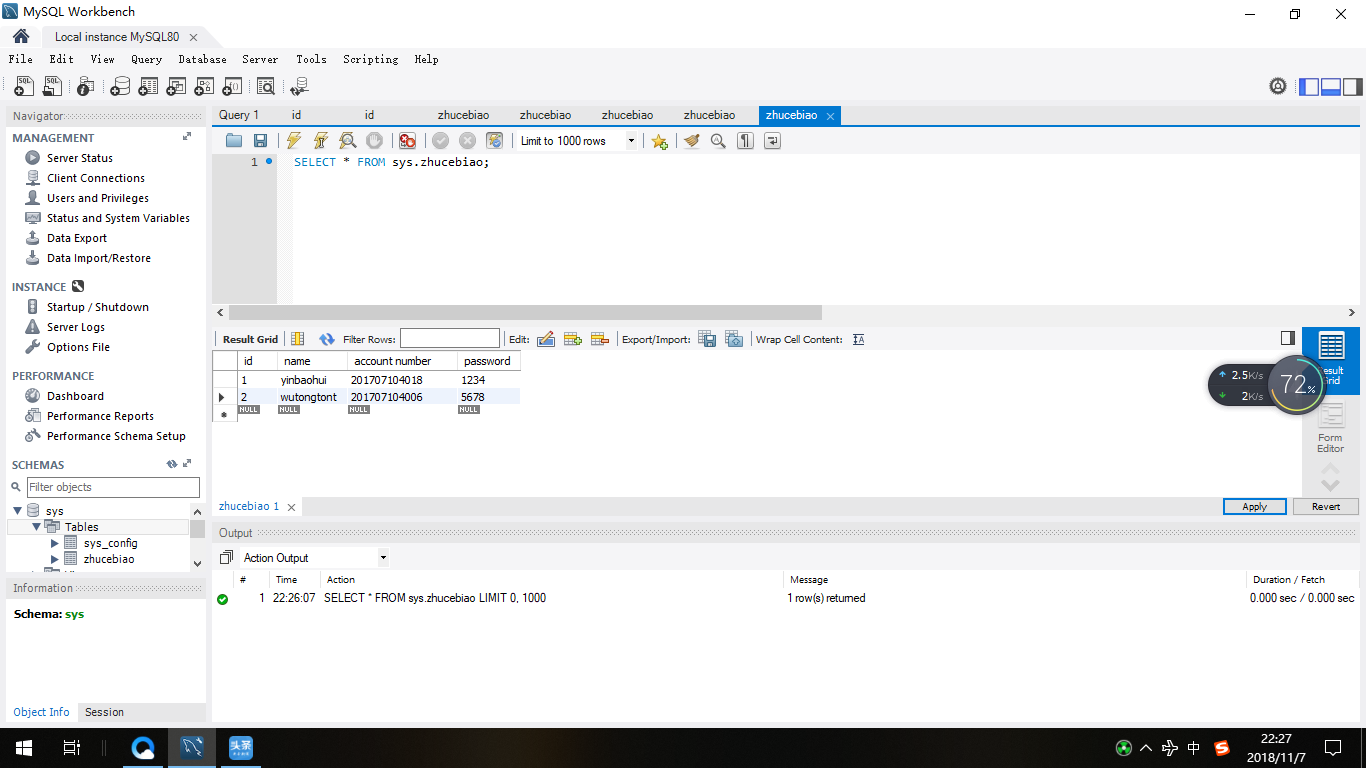 MySQL Workbench
Local instance MySQL80
File Edit View Query Database Server Tools Scripting Help
Navigator
MANAGEMENT
Server Status
Client Connections
Users and Privileges
Status and System Variables
Data Export
Data Import/Restore
INSTANCE
Startup / Shutdown
Server Logs
Options File
PERFORMANCE
Dashboard
Performance Reports
Performance Schema Setup
SCHEMAS
Filter objects
sys
Tables
sys_config
zhucebiao
Information
Schema: sys
Object Info Session
Query 1 id id zhucebiao zhucebiao zhucebiao zhucebiao zhucebiao
Limit to 1000 rows
1 SELECT * FROM sys.zhucebiao;
Result Grid Filter Rows: Edit: Export/Import: Wrap Cell Content:
id name account number password
1 yinbaohui 201707104018 1234
2 wutongtont 201707104006 5678
NULL NULL NULL NULL
2.5K/s
2K/s
72%
Grid
Form
Editor
zhucebiao 1
Apply Revert
Output
Action Output
# Time Action Message Duration / Fetch
1 22:26:07 SELECT * FROM sys.zhucebiao LIMIT 0, 1000 1 row(s) returned 0.000 sec / 0.000 sec
头条
中
22:27
2018/11/7